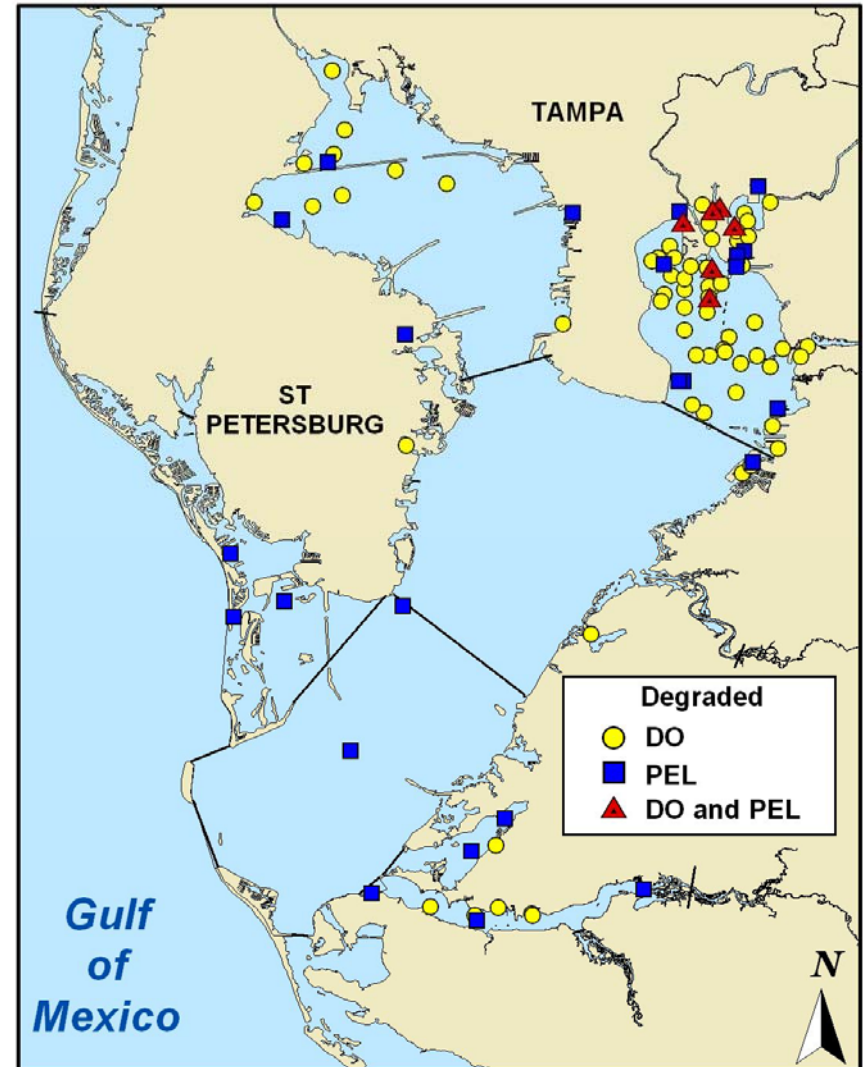 TAMPA
ST
PETERSBURG
Degraded
DO
PEL
DO and PEL
Gulf
of
Mexico
N